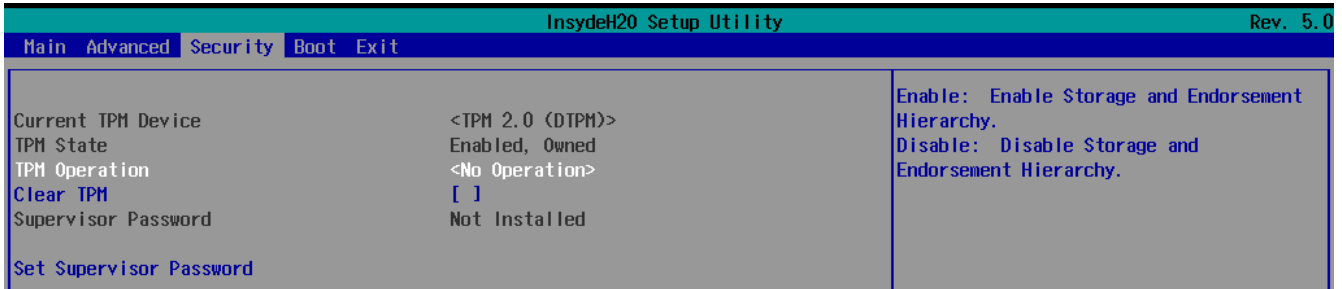 InsydeH20 Setup Utility Rev. 5.0
Main Advanced Security Boot Exit
Current TPM Device <TPM 2.0 (DTPM)>
TPM State Enabled, Owned
TPM Operation <No Operation>
Clear TPM [ ]
Supervisor Password Not Installed
Set Supervisor Password
Enable: Enable Storage and Endorsement
Hierarchy.
Disable: Disable Storage and
Endorsement Hierarchy.